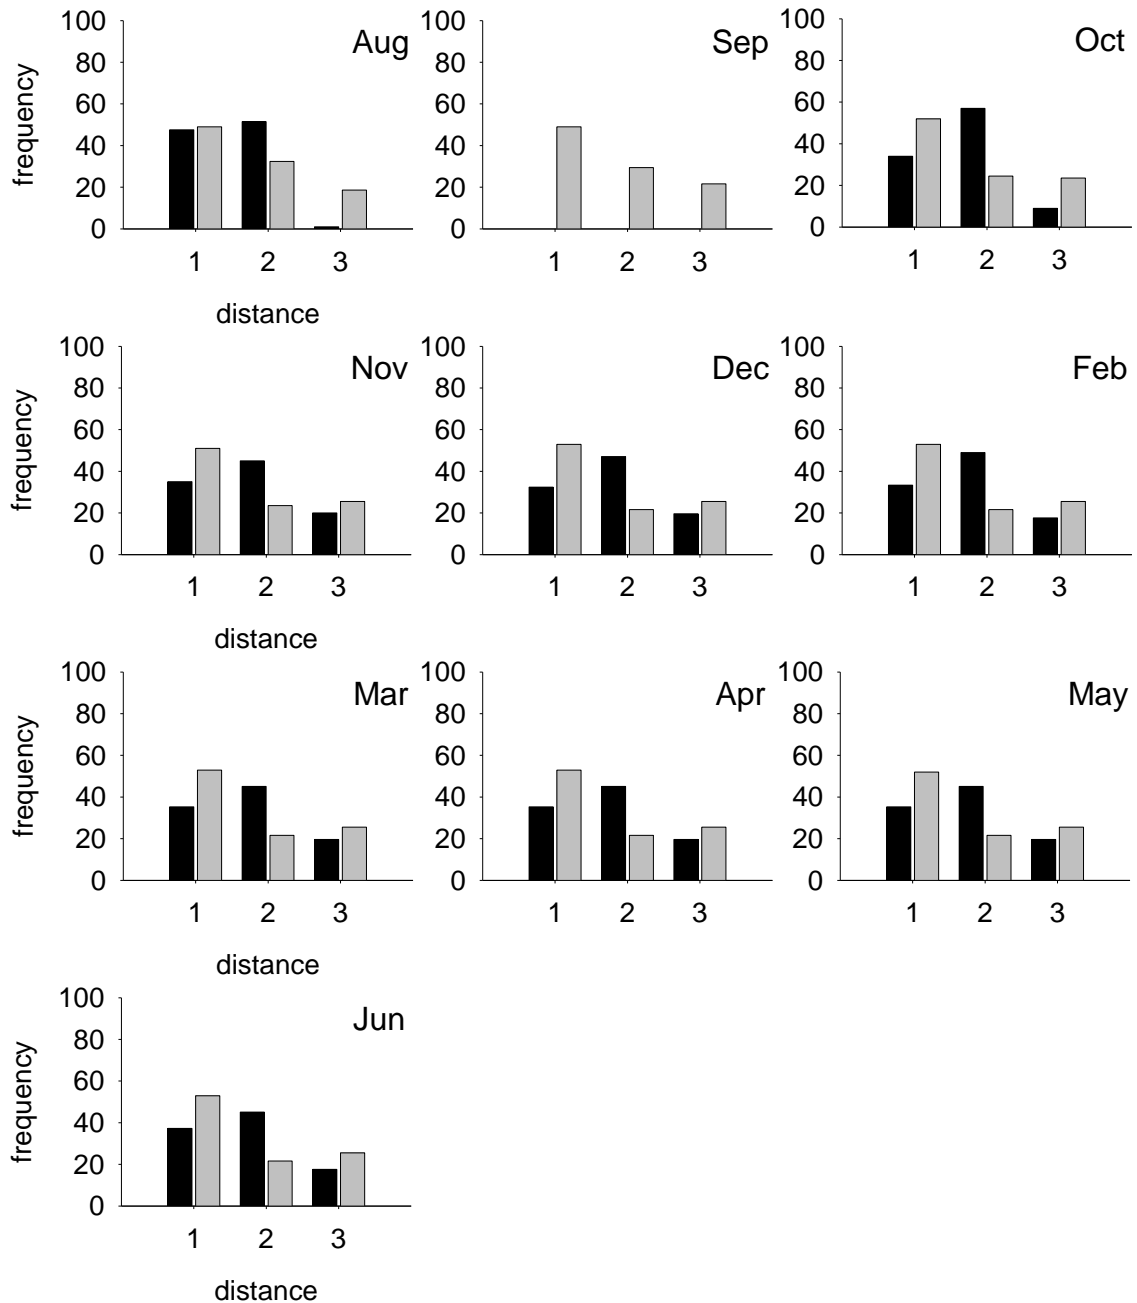 100 Aug 100 Sep 100 Oct
80 80 80
60 60 60
frequency 40 40 40
20 20 20
0 0 0
1 2 3 1 2 3 1 2 3
distance
100 Nov 100 Dec 100 Feb
80 80 80
60 60 60
frequency 40 40 40
20 20 20
0 0 0
1 2 3 1 2 3 1 2 3
distance
100 Mar 100 Apr 100 May
80 80 80
60 60 60
frequency 40 40 40
20 20 20
0 0 0
1 2 3 1 2 3 1 2 3
distance
100 Jun
80
60
frequency 40
20
0
1 2 3
distance